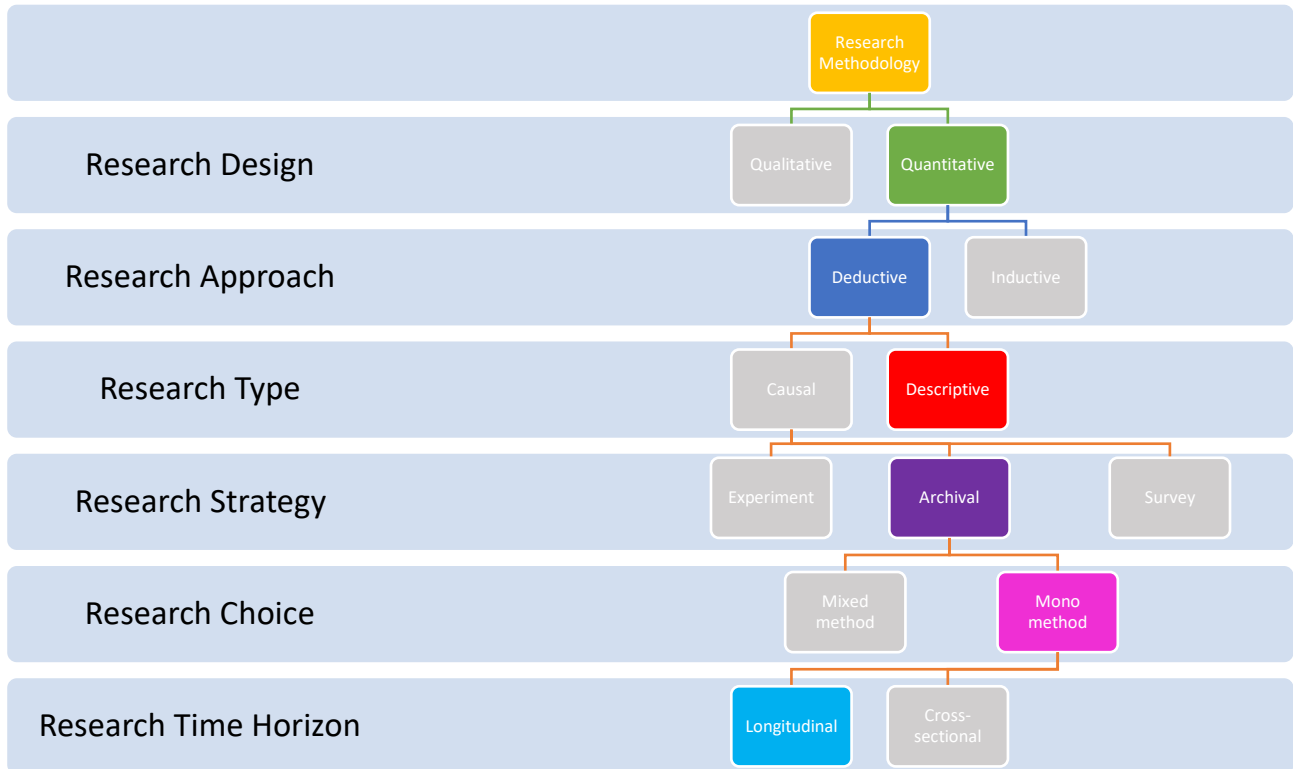 Research
Methodology
Research Design
Qualitative
Quantitative
Research Approach
Deductive
Inductive
Research Type
Causal
Descriptive
Research Strategy
Experiment
Archival
Survey
Research Choice
Mixed
method
Mono
method
Research Time Horizon
Longitudinal
Cross-
sectional